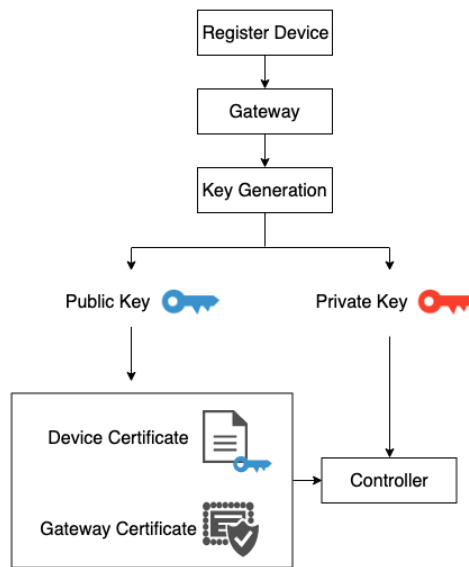 Register Device
Gateway
Key Generation
Public Key
Private Key
Device Certificate
Gateway Certificate
Controller